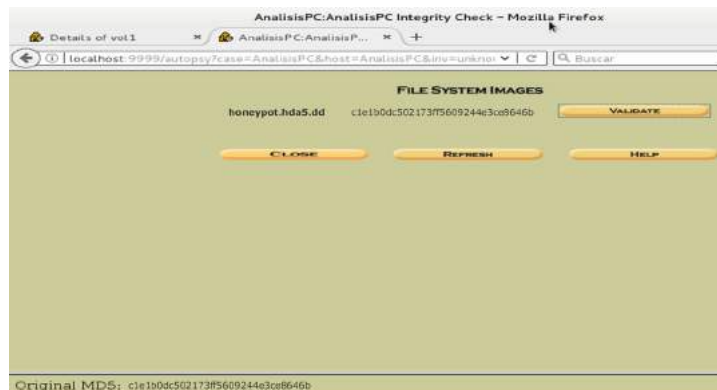 AnalisisPC:AnalisisPC Integrity Check - Mozilla Firefox
Details of vol1 × AnalisisPC:AnalisisP... × +
localhost:9999/autopsy?case=AnalisisPC&host=AnalisisPC&inv=unknow Buscar
FILE SYSTEM IMAGES
honeypot.hda5.dd c1e1b0dc502173ff5609244e3ce8646b VALIDATE
CLOSE REFRESH HELP
Original MD5: c1e1b0dc502173ff5609244e3ce8646b